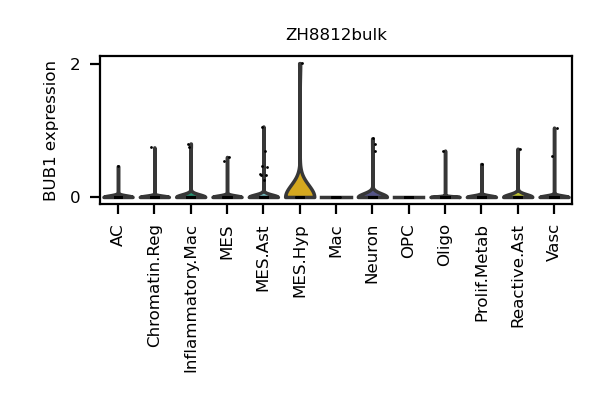 ZH8812bulk
BUB1 expression
2
0
AC
Chromatin.Reg
Inflammatory.Mac
MES
MES.Ast
MES.Hyp
Mac
Neuron
OPC
Oligo
Prolif.Metab
Reactive.Ast
Vasc